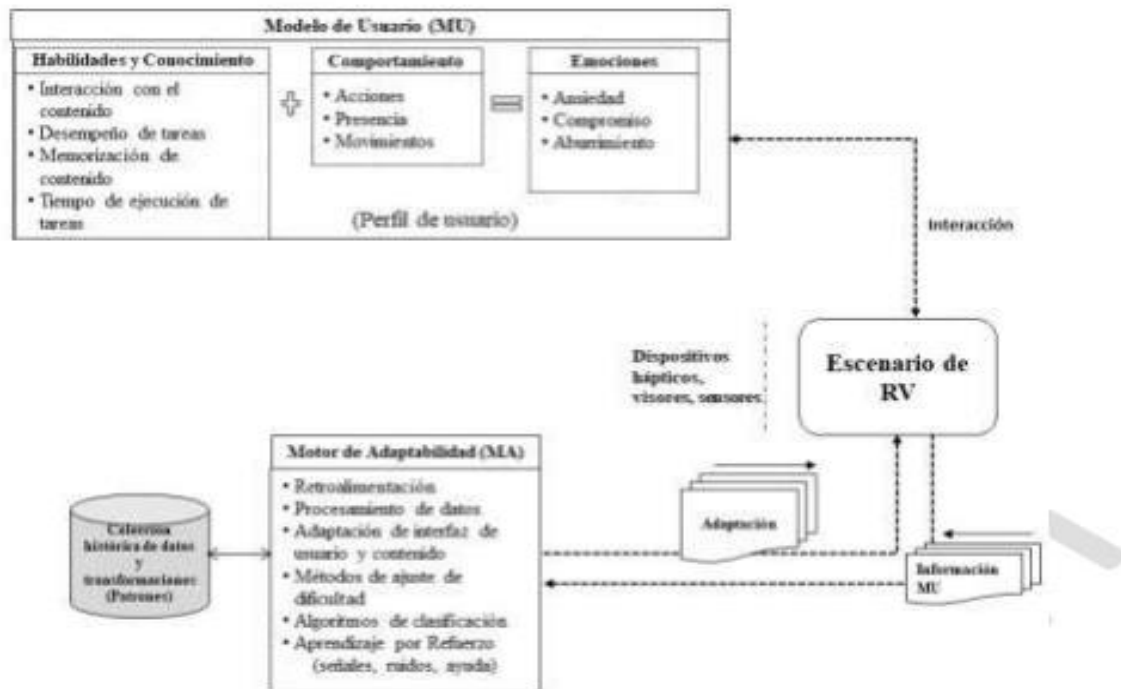 Modelo de Usuario (MU)
Habilidades y Conocimiento
• Interacción con el
contenido
• Desempeño de tareas
• Memorización de
contenido
• Tiempo de ejecución de
tareas
Comportamiento
• Acciones
• Presencia
• Movimientos
Emociones
• Ansiedad
• Compromiso
• Aburrimiento
(Perfil de usuario)
Interacción
Dispositivos
hápticos,
visores, sensores
Escenario de
RV
Motor de Adaptabilidad (MA)
• Retroalimentación
• Procesamiento de datos
• Adaptación de interfaz de
usuario y contenido
• Métodos de ajuste de
dificultad
• Algoritmos de clasificación
• Aprendizaje por Refuerzo
(señales, ruidos, ayuda)
Colección
histórica de datos
y
transformaciones
(Patrones)
Adaptación
Información
MU